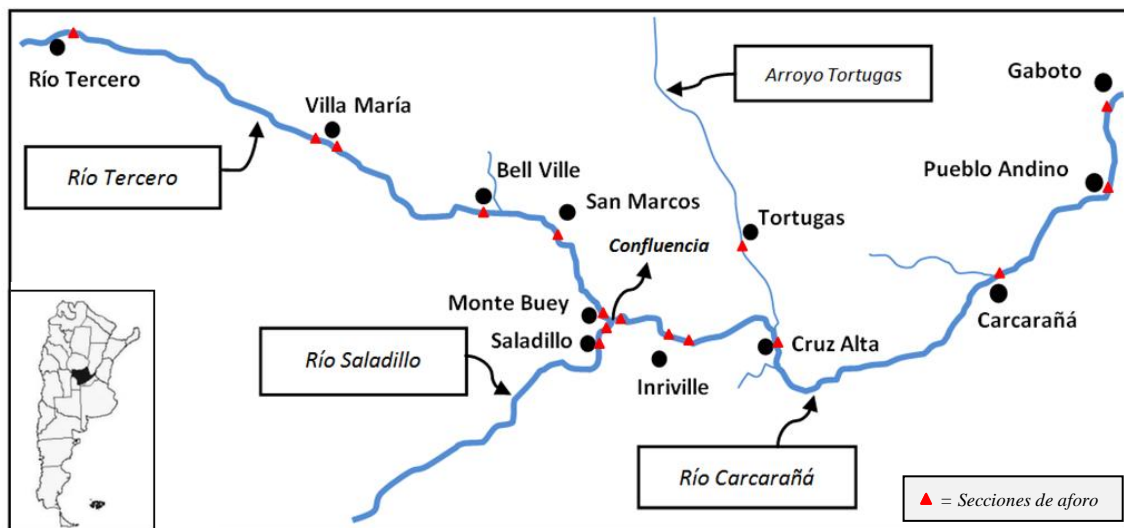 Río Tercero
Villa María
Río Tercero
Bell Ville
San Marcos
Confluencia
Arroyo Tortugas
Gaboto
Pueblo Andino
Tortugas
Monte Buey
Saladillo
Río Saladillo
Inriville
Cruz Alta
Carcarañá
Río Carcarañá
= Secciones de aforo